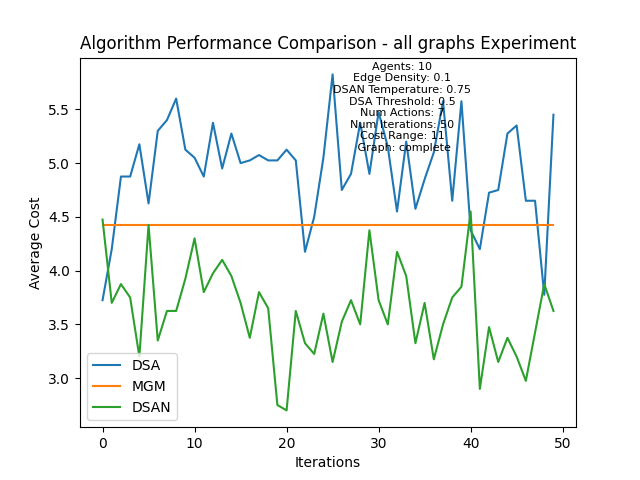 Algorithm Performance Comparison - all graphs Experiment
Agents: 10
Edge Density: 0.1
DSAN Temperature: 0.75
DSA Threshold: 0.5
Num Actions: 7
Num Iterations: 50
Cost Range: 11
Graph: complete
Average Cost
5.5
5.0
4.5
4.0
3.5
3.0
DSA
MGM
DSAN
0
10
20
30
40
50
Iterations